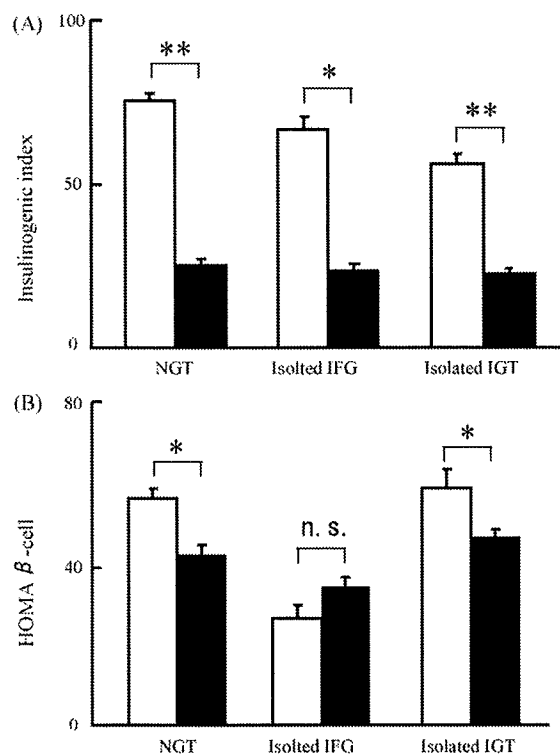 (A)
100
Insulinogenic index
**
*
**
50
0
NGT
Isolted IFG
Isolated IGT
(B)
80
HOMA β-cell
*
n. s.
*
40
0
NGT
Isolted IFG
Isolated IGT